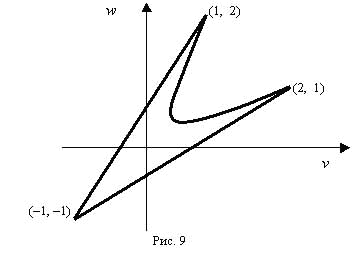 w
(1, 2)
(2, 1)
v
(−1, −1)
Рис. 9